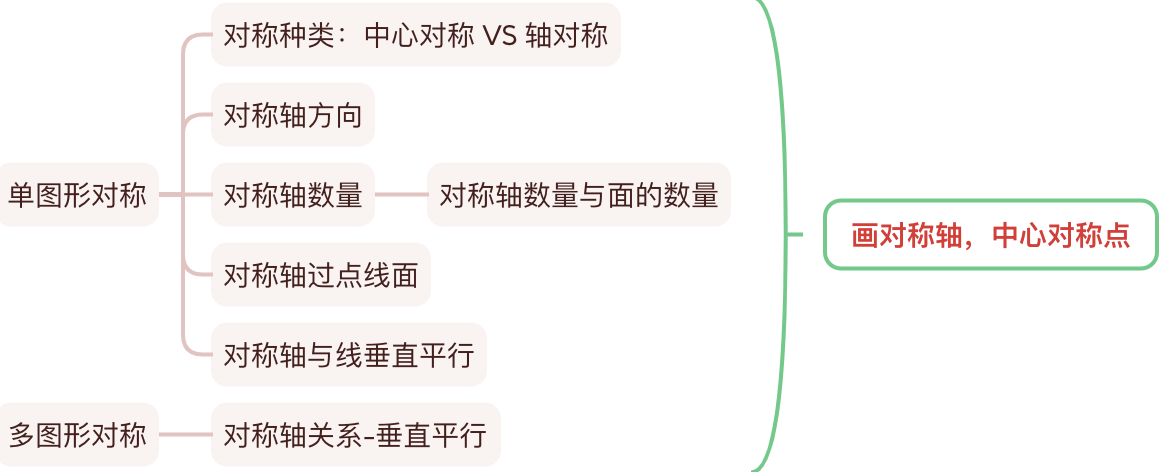 对称种类：中心对称 VS 轴对称
对称轴方向
单图形对称
对称轴数量
对称轴数量与面的数量
画对称轴，中心对称点
对称轴过点线面
对称轴与线垂直平行
多图形对称
对称轴关系-垂直平行